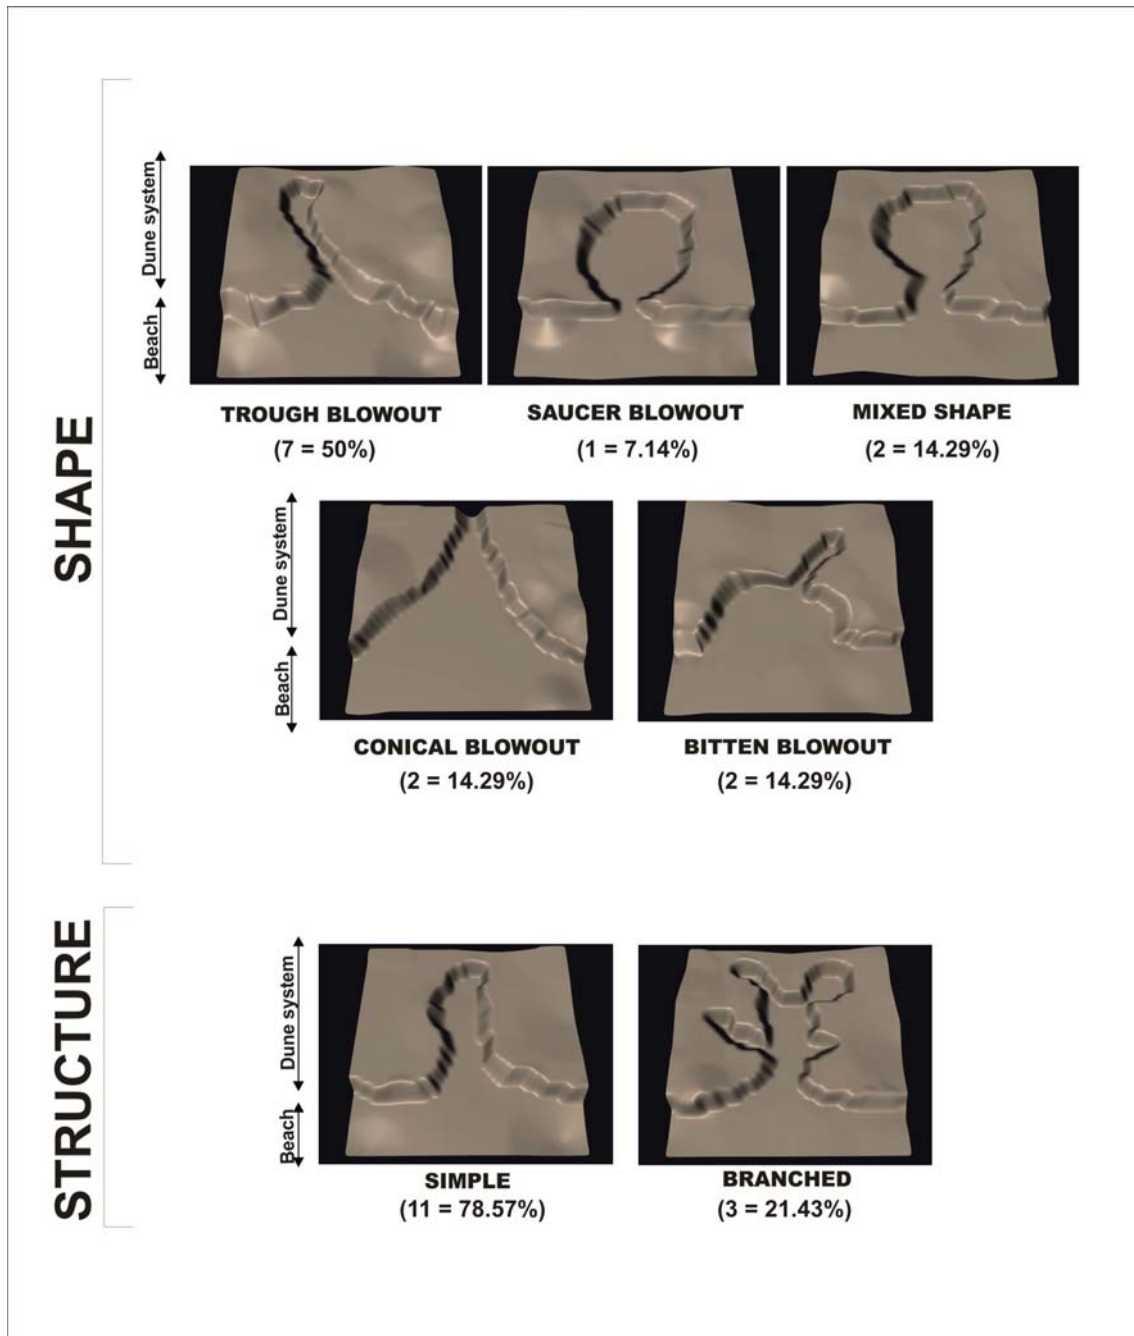 SHAPE
Dune system
Beach
TROUGH BLOWOUT
(7 = 50%)
SAUCER BLOWOUT
(1 = 7.14%)
MIXED SHAPE
(2 = 14.29%)
Dune system
Beach
CONICAL BLOWOUT
(2 = 14.29%)
BITTEN BLOWOUT
(2 = 14.29%)
STRUCTURE
Dune system
Beach
SIMPLE
(11 = 78.57%)
BRANCHED
(3 = 21.43%)